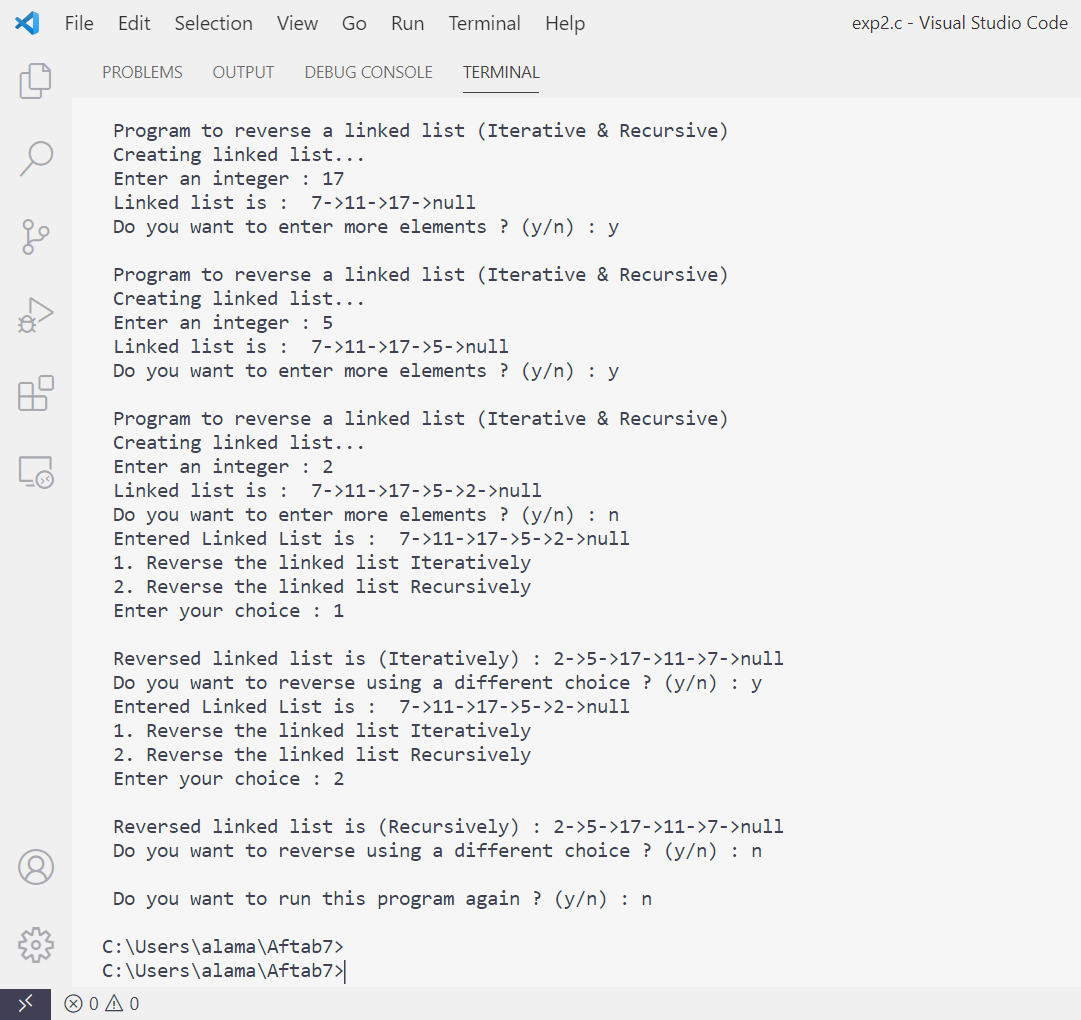 File Edit Selection View Go Run Terminal Help exp2.c - Visual Studio Code
PROBLEMS OUTPUT DEBUG CONSOLE TERMINAL
Program to reverse a linked list (Iterative & Recursive)
Creating linked list...
Enter an integer : 17
Linked list is :  7->11->17->null
Do you want to enter more elements ? (y/n) : y

Program to reverse a linked list (Iterative & Recursive)
Creating linked list...
Enter an integer : 5
Linked list is :  7->11->17->5->null
Do you want to enter more elements ? (y/n) : y

Program to reverse a linked list (Iterative & Recursive)
Creating linked list...
Enter an integer : 2
Linked list is :  7->11->17->5->2->null
Do you want to enter more elements ? (y/n) : n
Entered Linked List is :  7->11->17->5->2->null
1. Reverse the linked list Iteratively
2. Reverse the linked list Recursively
Enter your choice : 1

Reversed linked list is (Iteratively) : 2->5->17->11->7->null
Do you want to reverse using a different choice ? (y/n) : y
Entered Linked List is :  7->11->17->5->2->null
1. Reverse the linked list Iteratively
2. Reverse the linked list Recursively
Enter your choice : 2

Reversed linked list is (Recursively) : 2->5->17->11->7->null
Do you want to reverse using a different choice ? (y/n) : n

Do you want to run this program again ? (y/n) : n

C:\Users\alama\Aftab7>
C:\Users\alama\Aftab7>
0 0